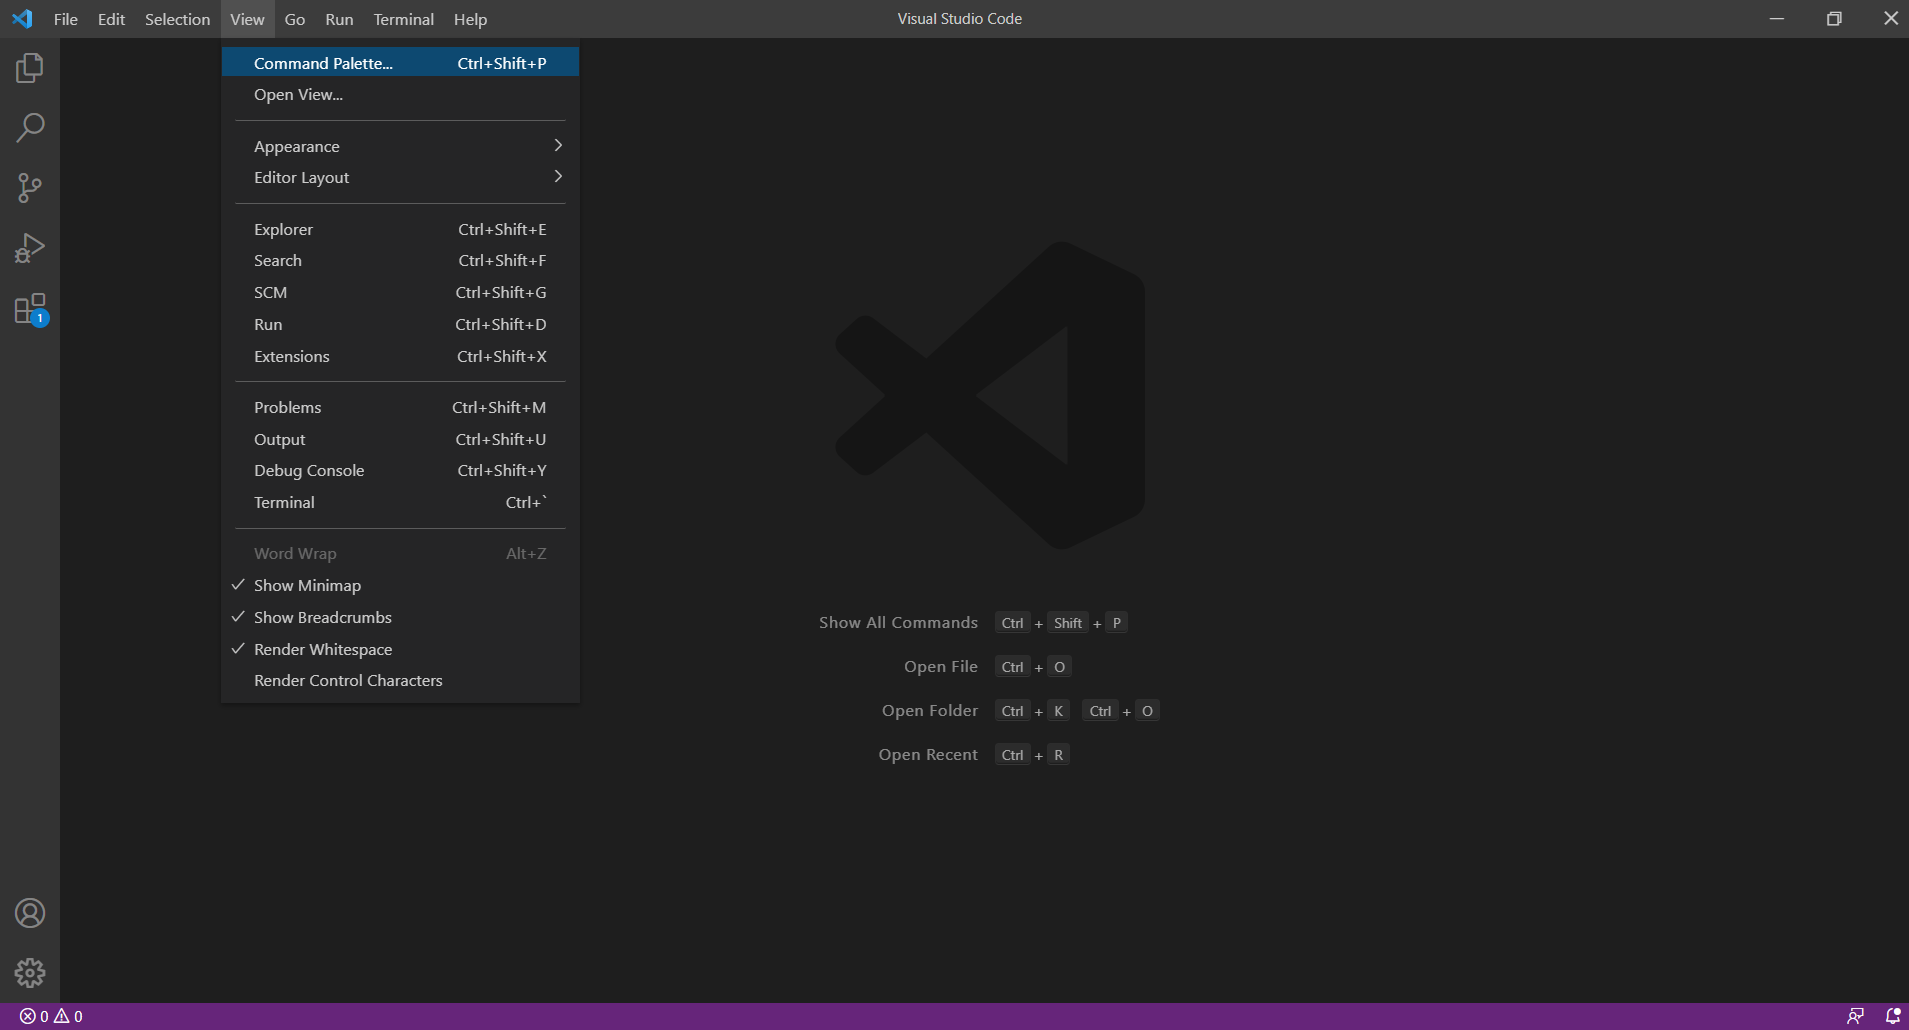 File Edit Selection View Go Run Terminal Help Visual Studio Code
Command Palette... Ctrl+Shift+P
Open View...
Appearance
Editor Layout
Explorer Ctrl+Shift+E
Search Ctrl+Shift+F
SCM Ctrl+Shift+G
Run Ctrl+Shift+D
Extensions Ctrl+Shift+X
1
Problems Ctrl+Shift+M
Output Ctrl+Shift+U
Debug Console Ctrl+Shift+Y
Terminal Ctrl+`
Word Wrap Alt+Z
Show Minimap
Show Breadcrumbs
Render Whitespace
Render Control Characters
Show All Commands Ctrl + Shift + P
Open File Ctrl + O
Open Folder Ctrl + K Ctrl + O
Open Recent Ctrl + R
0 0